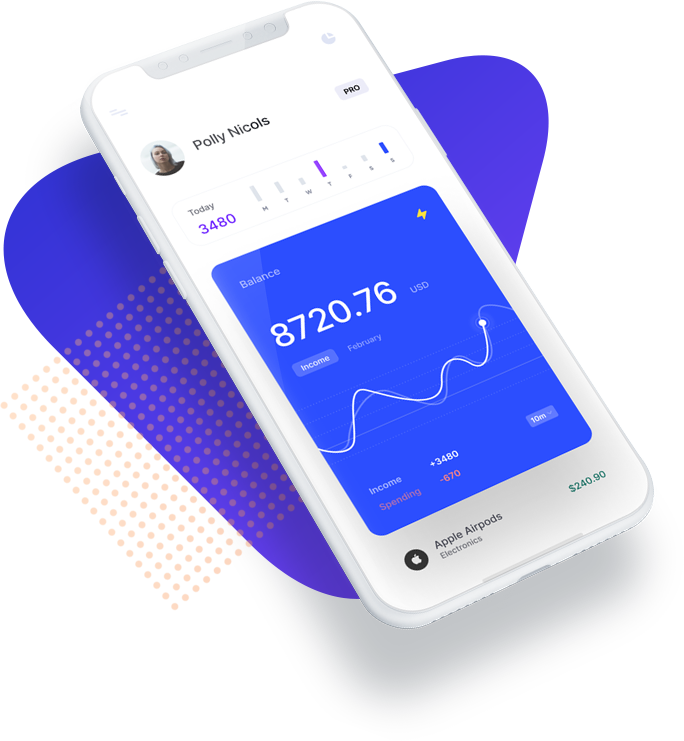 PRO
Polly Nicols
Today
3480
M T W T F S S
Balance
8720.76 USD
Income February
10m
Income +3480
Spending -670
Apple Airpods $240.90
Electronics